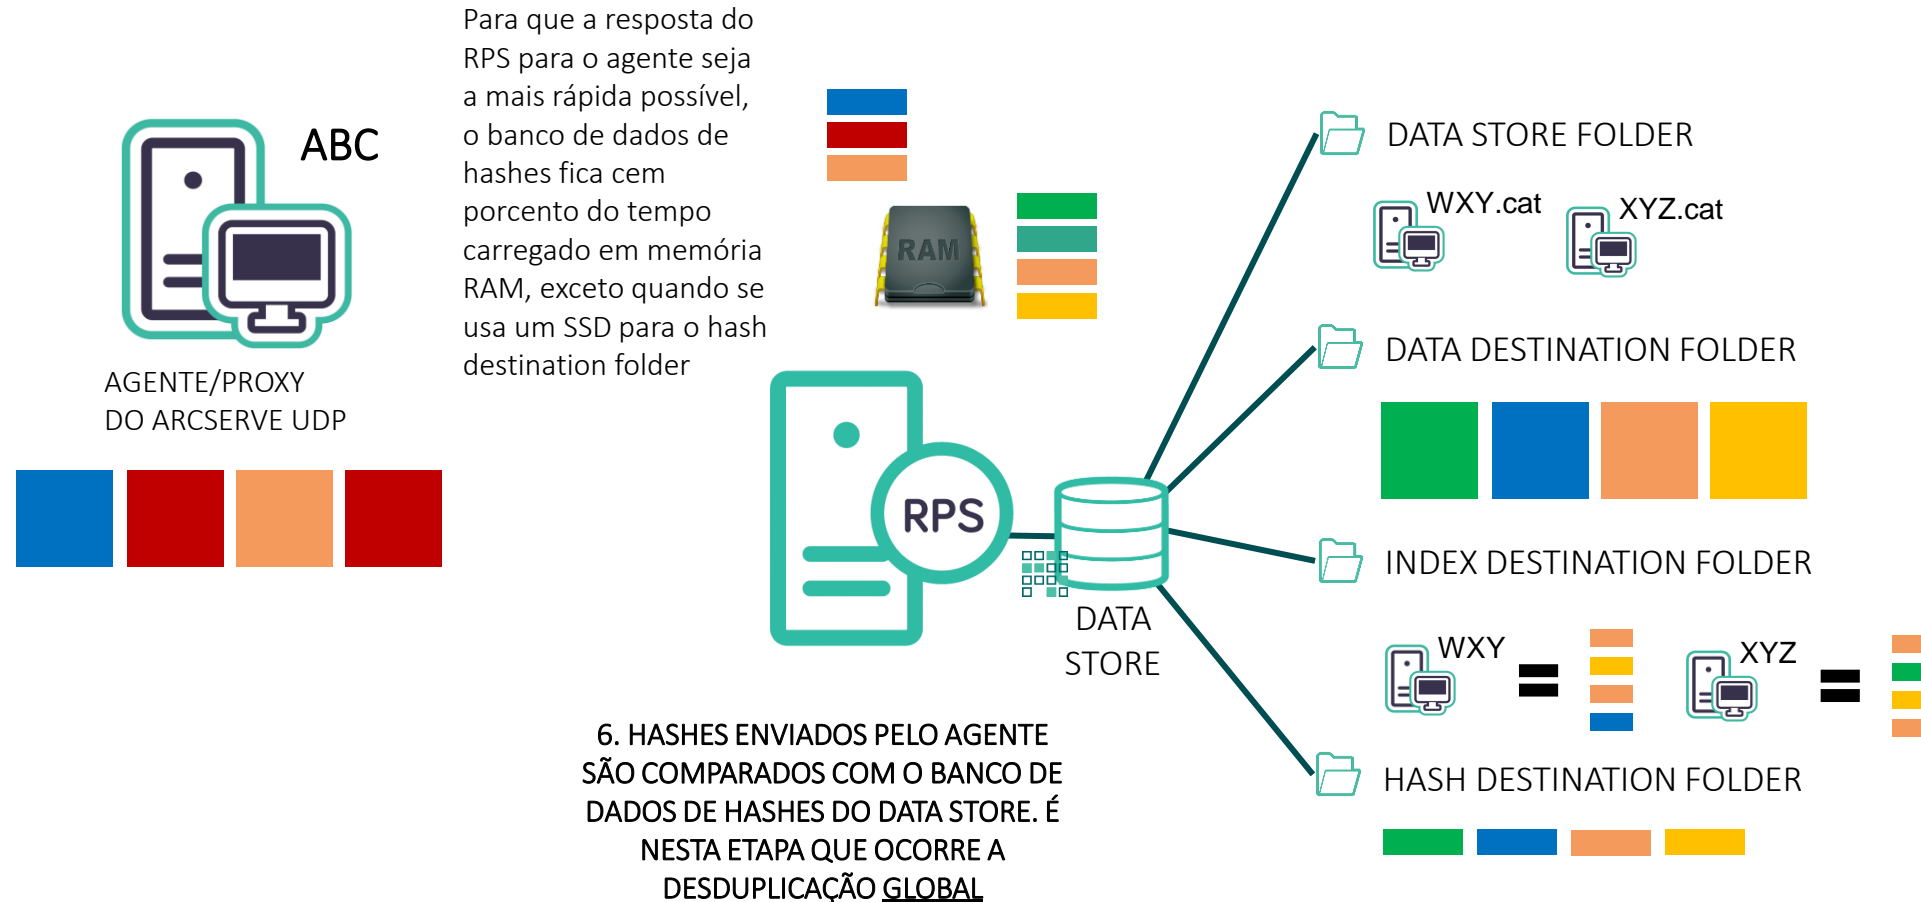 Para que a resposta do
RPS para o agente seja
a mais rápida possível,
o banco de dados de
hashes fica cem
porcento do tempo
carregado em memória
RAM, exceto quando se
usa um SSD para o hash
destination folder
ABC
AGENTE/PROXY
DO ARCSERVE UDP
RAM
RPS
DATA
STORE
6. HASHES ENVIADOS PELO AGENTE
SÃO COMPARADOS COM O BANCO DE
DADOS DE HASHES DO DATA STORE. É
NESTA ETAPA QUE OCORRE A
DESDUPLICAÇÃO GLOBAL
DATA STORE FOLDER
WXY.cat
XYZ.cat
DATA DESTINATION FOLDER
INDEX DESTINATION FOLDER
WXY
=
XYZ
=
HASH DESTINATION FOLDER